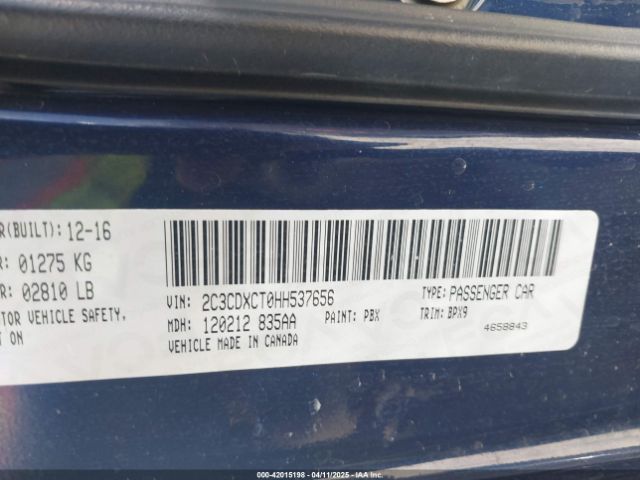 R(BUILT): 12-16
01275 KG
R 02810 LB
TOR VEHICLE SAFETY,
T ON
VIN: 2C3CDXCT0HH537656
TYPE: PASSENGER CAR
MDH: 120212 835AA
PAINT: PBX
TRIM: BPX9
VEHICLE MADE IN CANADA
4658843
000-42015198 - 04/11/2025 - IAA Inc.